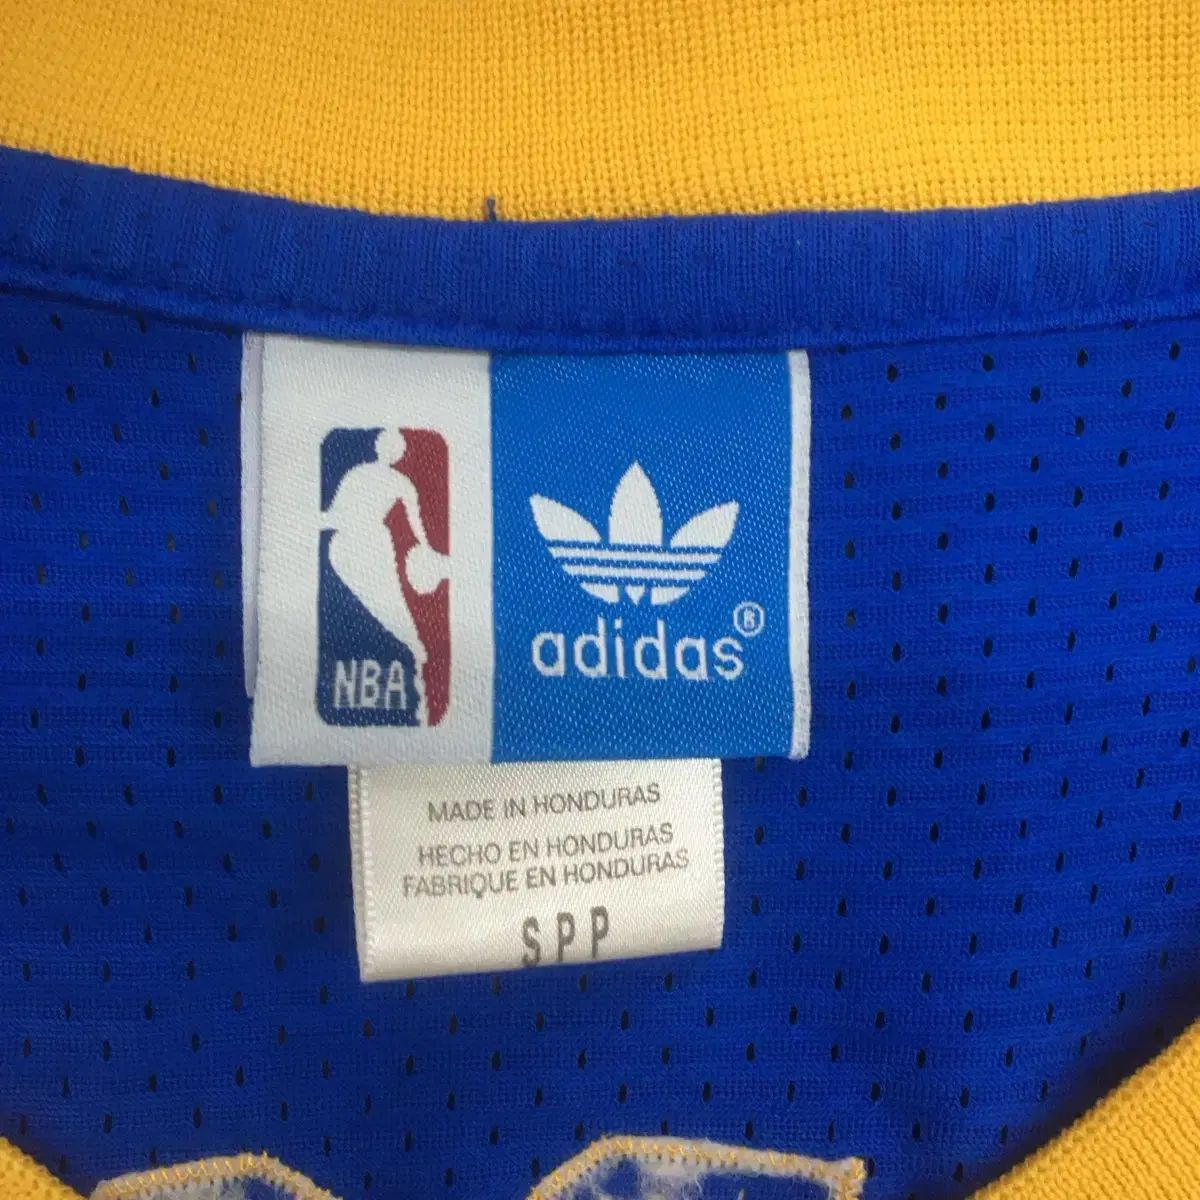 NBA
adidas®
MADE IN HONDURAS
HECHO EN HONDURAS
FABRIQUE EN HONDURAS
SPP